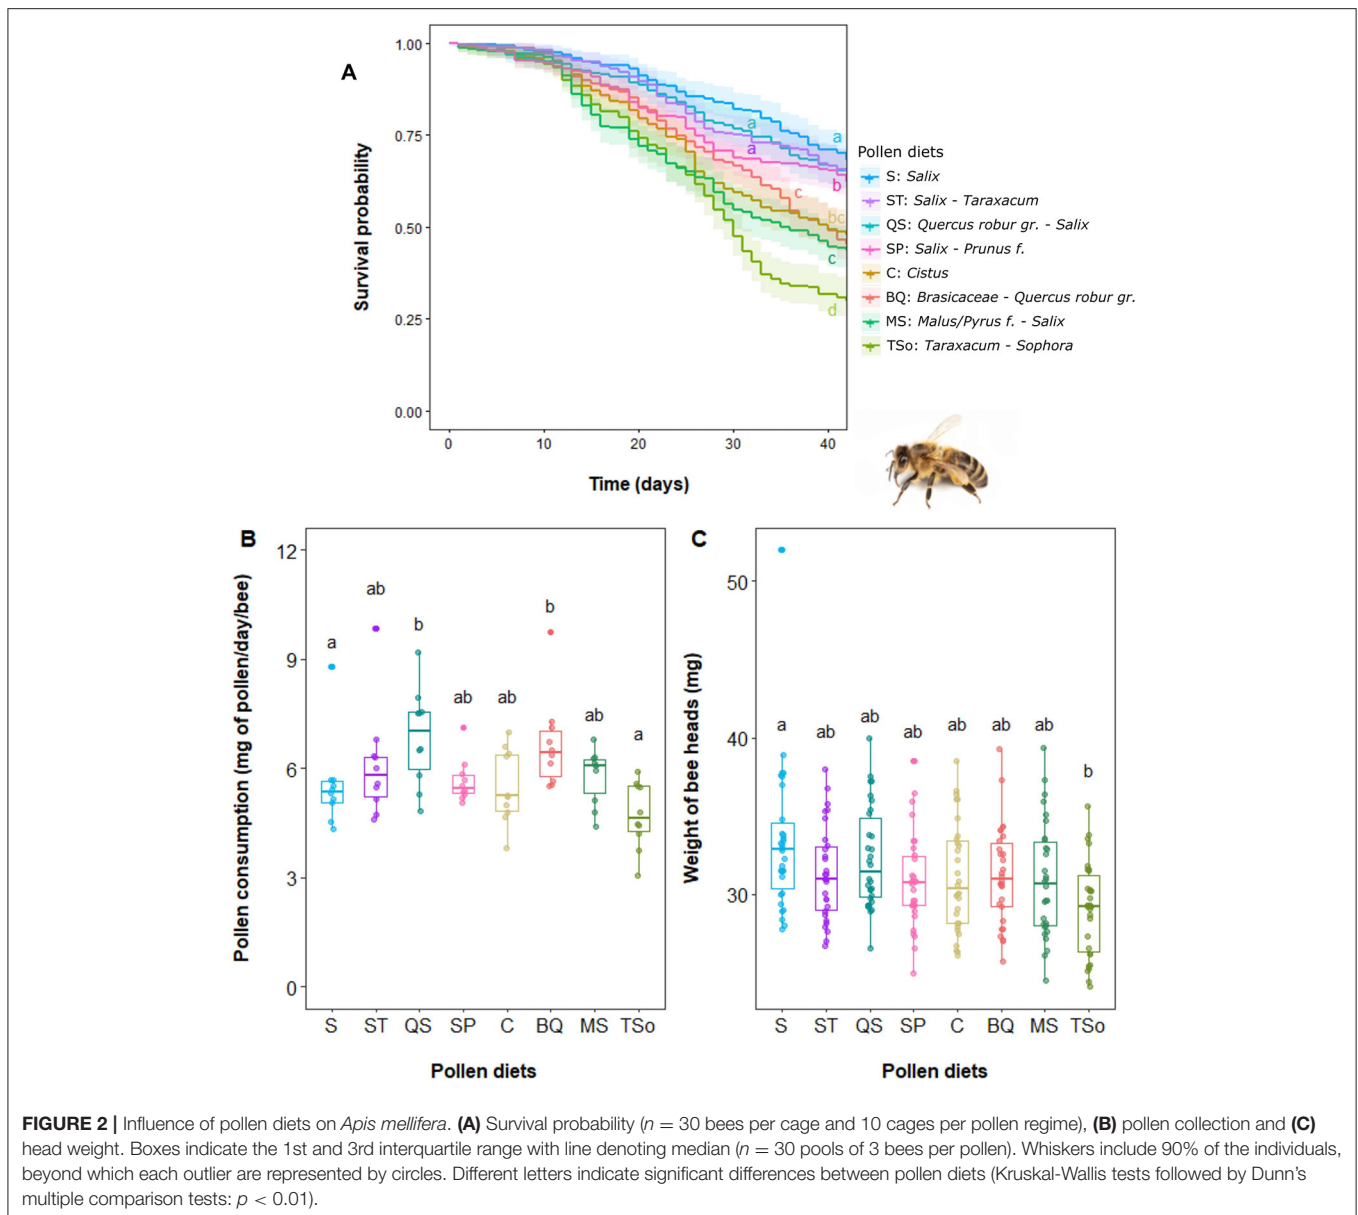 A
Survival probability
1.00
0.75
0.50
0.25
0.00
a
a
a
b
c
bc
c
d
0 10 20 30 40
Time (days)
Pollen diets
S: Salix
ST: Salix - Taraxacum
QS: Quercus robur gr. - Salix
SP: Salix - Prunus f.
C: Cistus
BQ: Brasicaceae - Quercus robur gr.
MS: Malus/Pyrus f. - Salix
TSo: Taraxacum - Sophora
B
Pollen consumption (mg of pollen/day/bee)
12
9
6
3
0
a ab b ab ab b ab a
S ST QS SP C BQ MS TSo
Pollen diets
C
Weight of bee heads (mg)
50
40
30
a ab ab ab ab ab ab b
S ST QS SP C BQ MS TSo
Pollen diets
FIGURE 2 | Influence of pollen diets on Apis mellifera. (A) Survival probability (n = 30 bees per cage and 10 cages per pollen regime), (B) pollen collection and (C)
head weight. Boxes indicate the 1st and 3rd interquartile range with line denoting median (n = 30 pools of 3 bees per pollen). Whiskers include 90% of the individuals,
beyond which each outlier are represented by circles. Different letters indicate significant differences between pollen diets (Kruskal-Wallis tests followed by Dunn's
multiple comparison tests: p < 0.01).